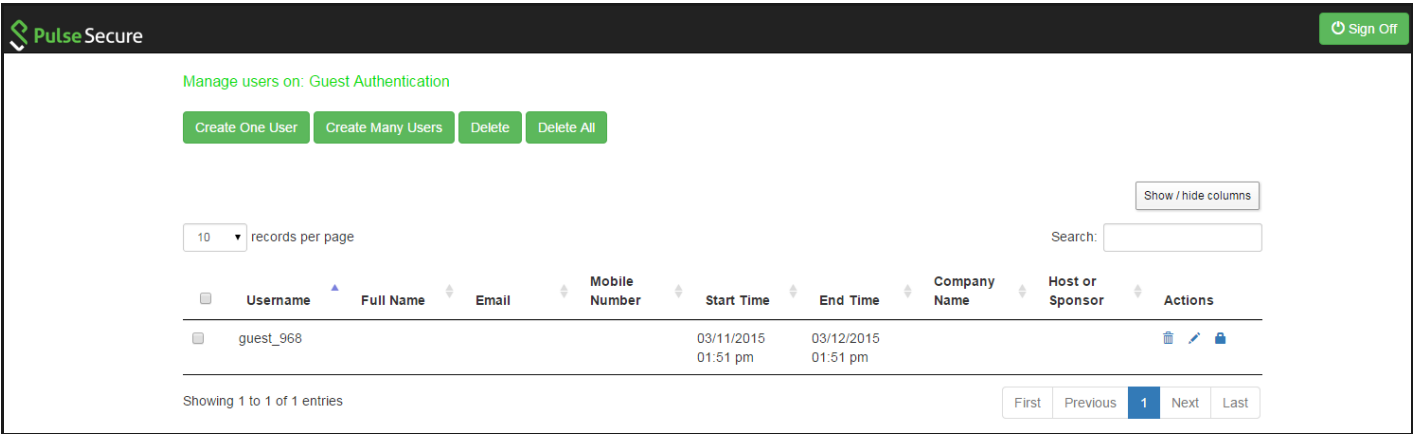 Pulse Secure
Sign Off
Manage users on: Guest Authentication
Create One User Create Many Users Delete Delete All
Show / hide columns
10 records per page Search:
Username Full Name Email Mobile Number Start Time End Time Company Name Host or Sponsor Actions
guest_968 03/11/2015 01:51 pm 03/12/2015 01:51 pm
Showing 1 to 1 of 1 entries First Previous 1 Next Last